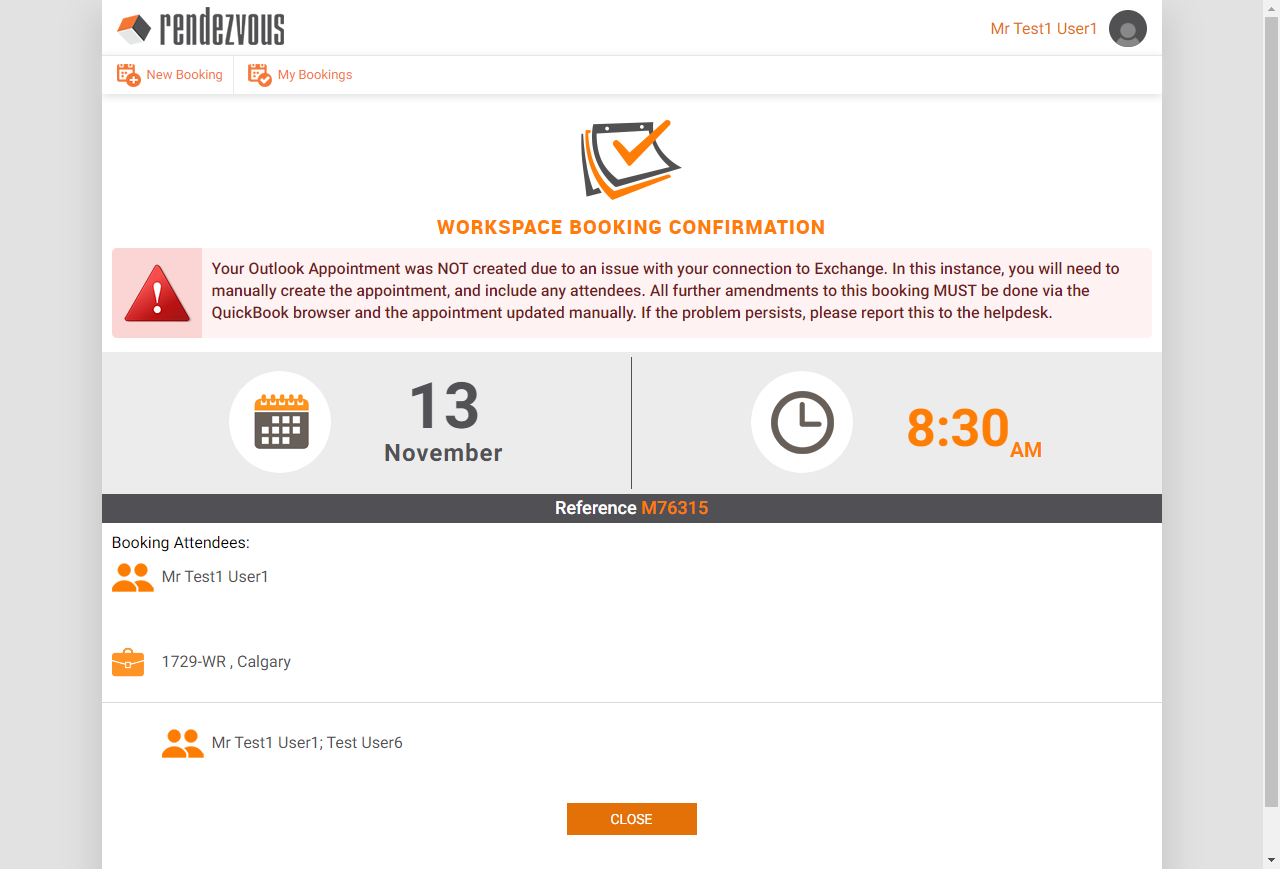 rendezvous
Mr Test1 User1
New Booking
My Bookings
WORKSPACE BOOKING CONFIRMATION
Your Outlook Appointment was NOT created due to an issue with your connection to Exchange. In this instance, you will need to
manually create the appointment, and include any attendees. All further amendments to this booking MUST be done via the
QuickBook browser and the appointment updated manually. If the problem persists, please report this to the helpdesk.
13
November
8:30 AM
Reference M76315
Booking Attendees:
Mr Test1 User1
1729-WR , Calgary
Mr Test1 User1; Test User6
CLOSE